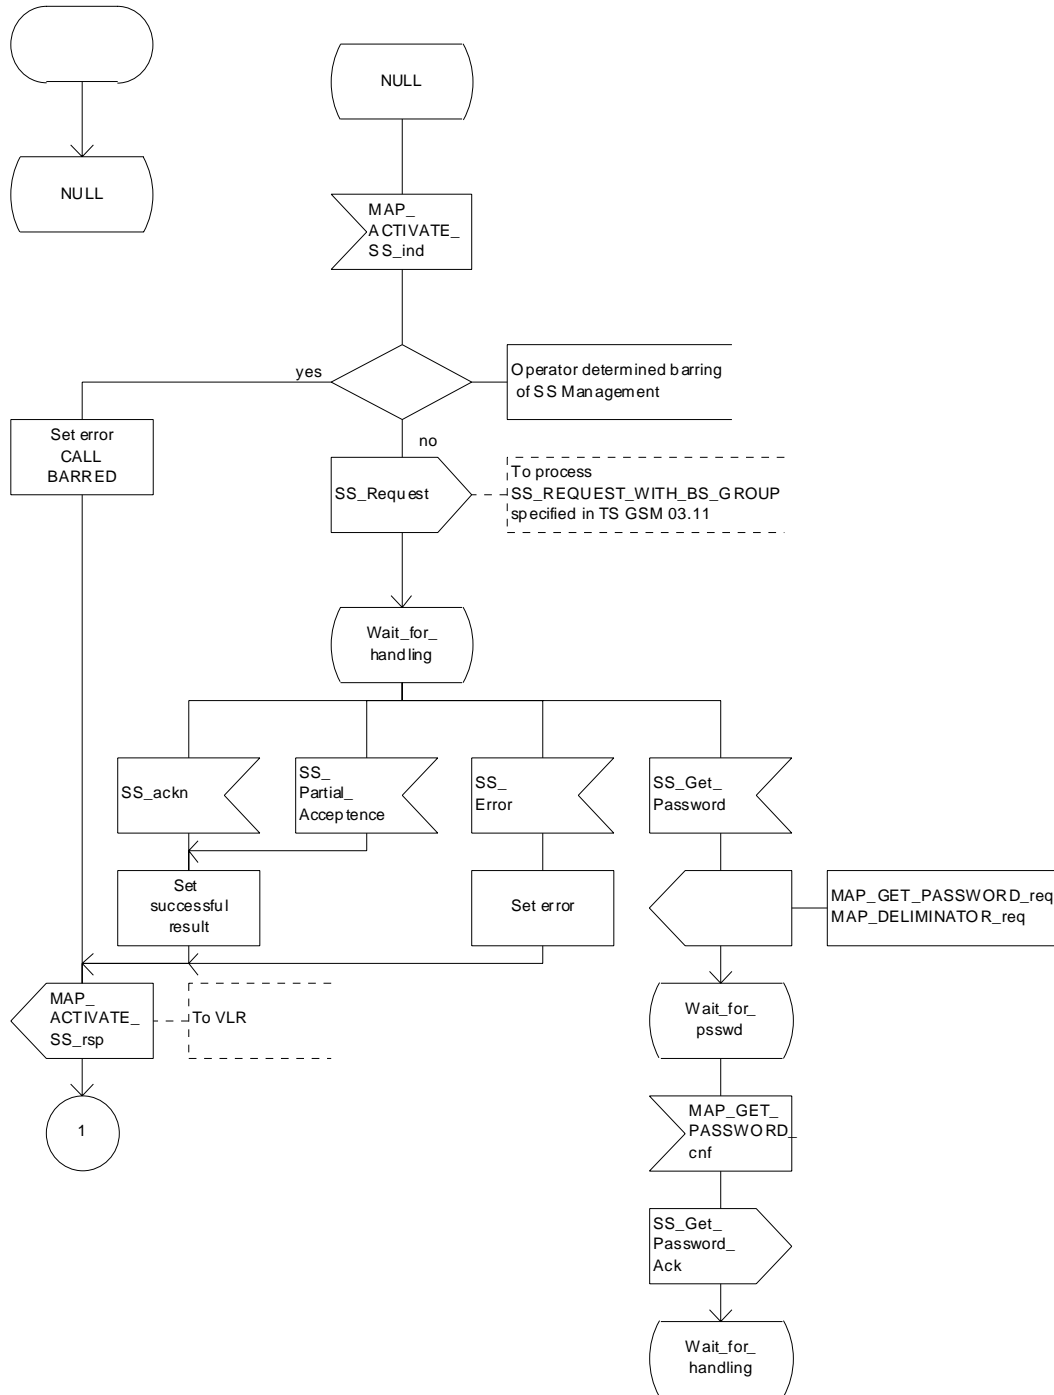 NULL
NULL
MAP_
ACTIVATE_
SS_ind
yes
Operator determined barring
of SS Management
Set error
CALL
BARRED
no
SS_Request
To process
SS_REQUEST_WITH_BS_GROUP
specified in TS GSM 03.11
Wait_for_
handling
SS_ackn
SS_
Partial_
Acceptence
SS_
Error
SS_Get_
Password
Set
successful
result
Set error
MAP_GET_PASSWORD_req
MAP_DELIMINATOR_req
MAP_
ACTIVATE_
SS_rsp
To VLR
Wait_for_
psswd
1
MAP_GET_
PASSWORD_
cnf
SS_Get_
Password_
Ack
Wait_for_
handling